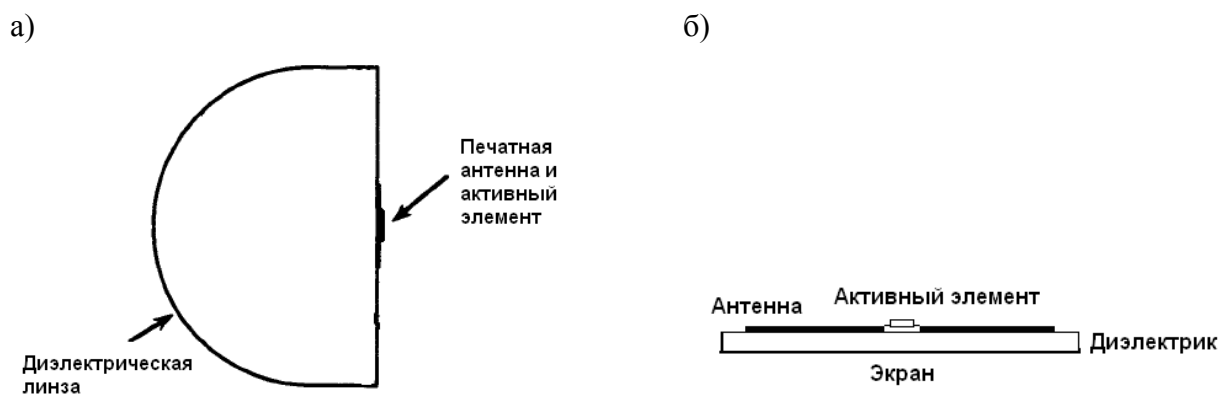 а)
б)
Печатная
антенна и
активный
элемент
Диэлектрическая
линза
Антенна
Активный элемент
Диэлектрик
Экран